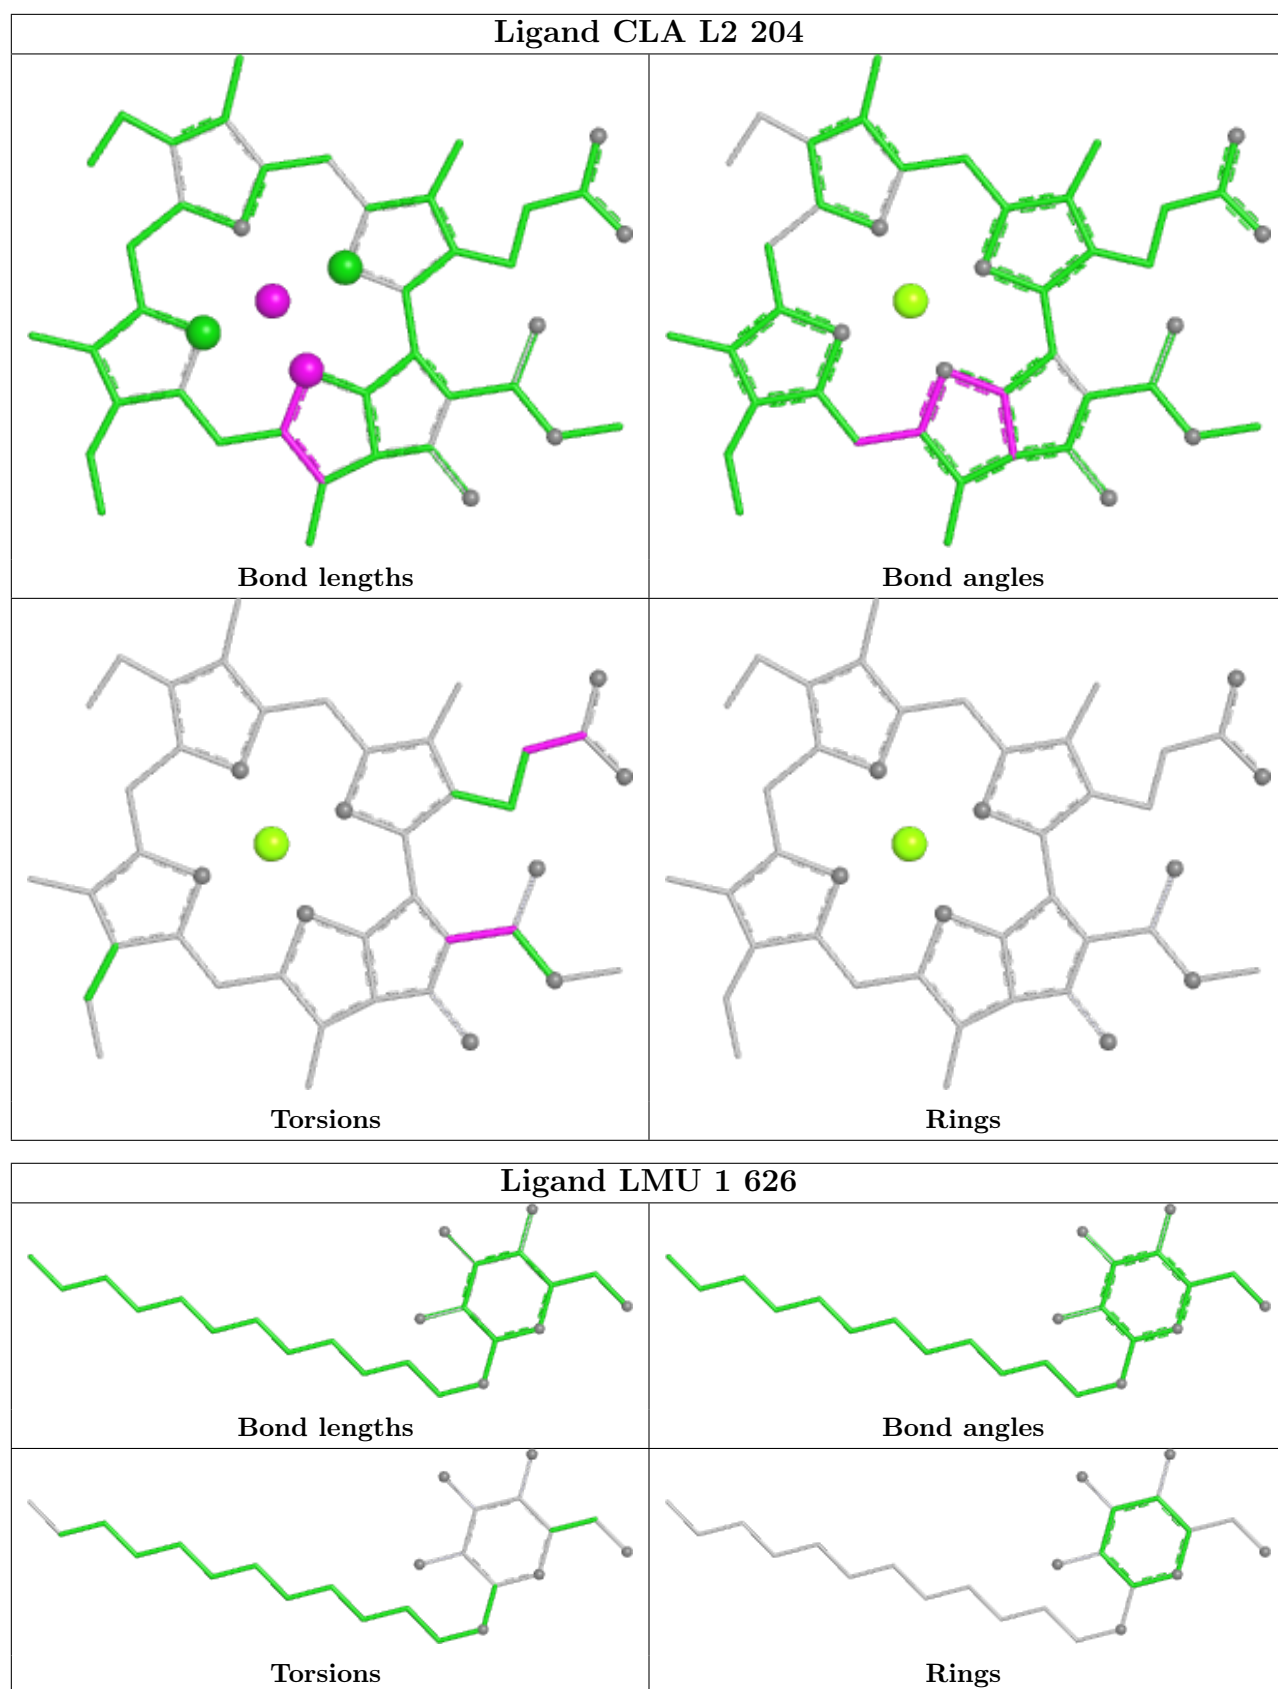 Ligand CLA L2 204
Bond lengths
Bond angles
Torsions
Rings
Ligand LMU 1 626
Bond lengths
Bond angles
Torsions
Rings